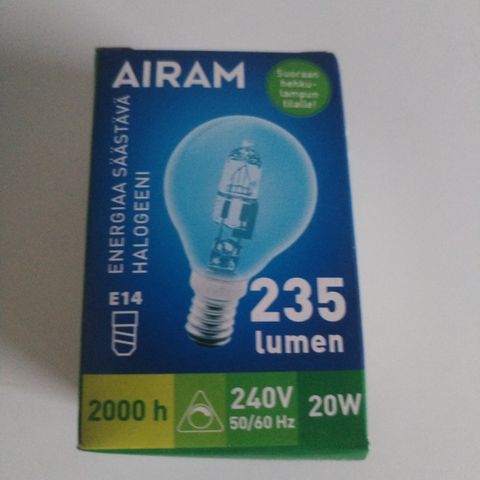 AIRAM
Suoraan
hehku-
lampun
tilalle!
ENERGIAA SÄÄSTÄVÄ
HALOGEENI
E14
235
lumen
2000 h
240V
50/60 Hz
20W